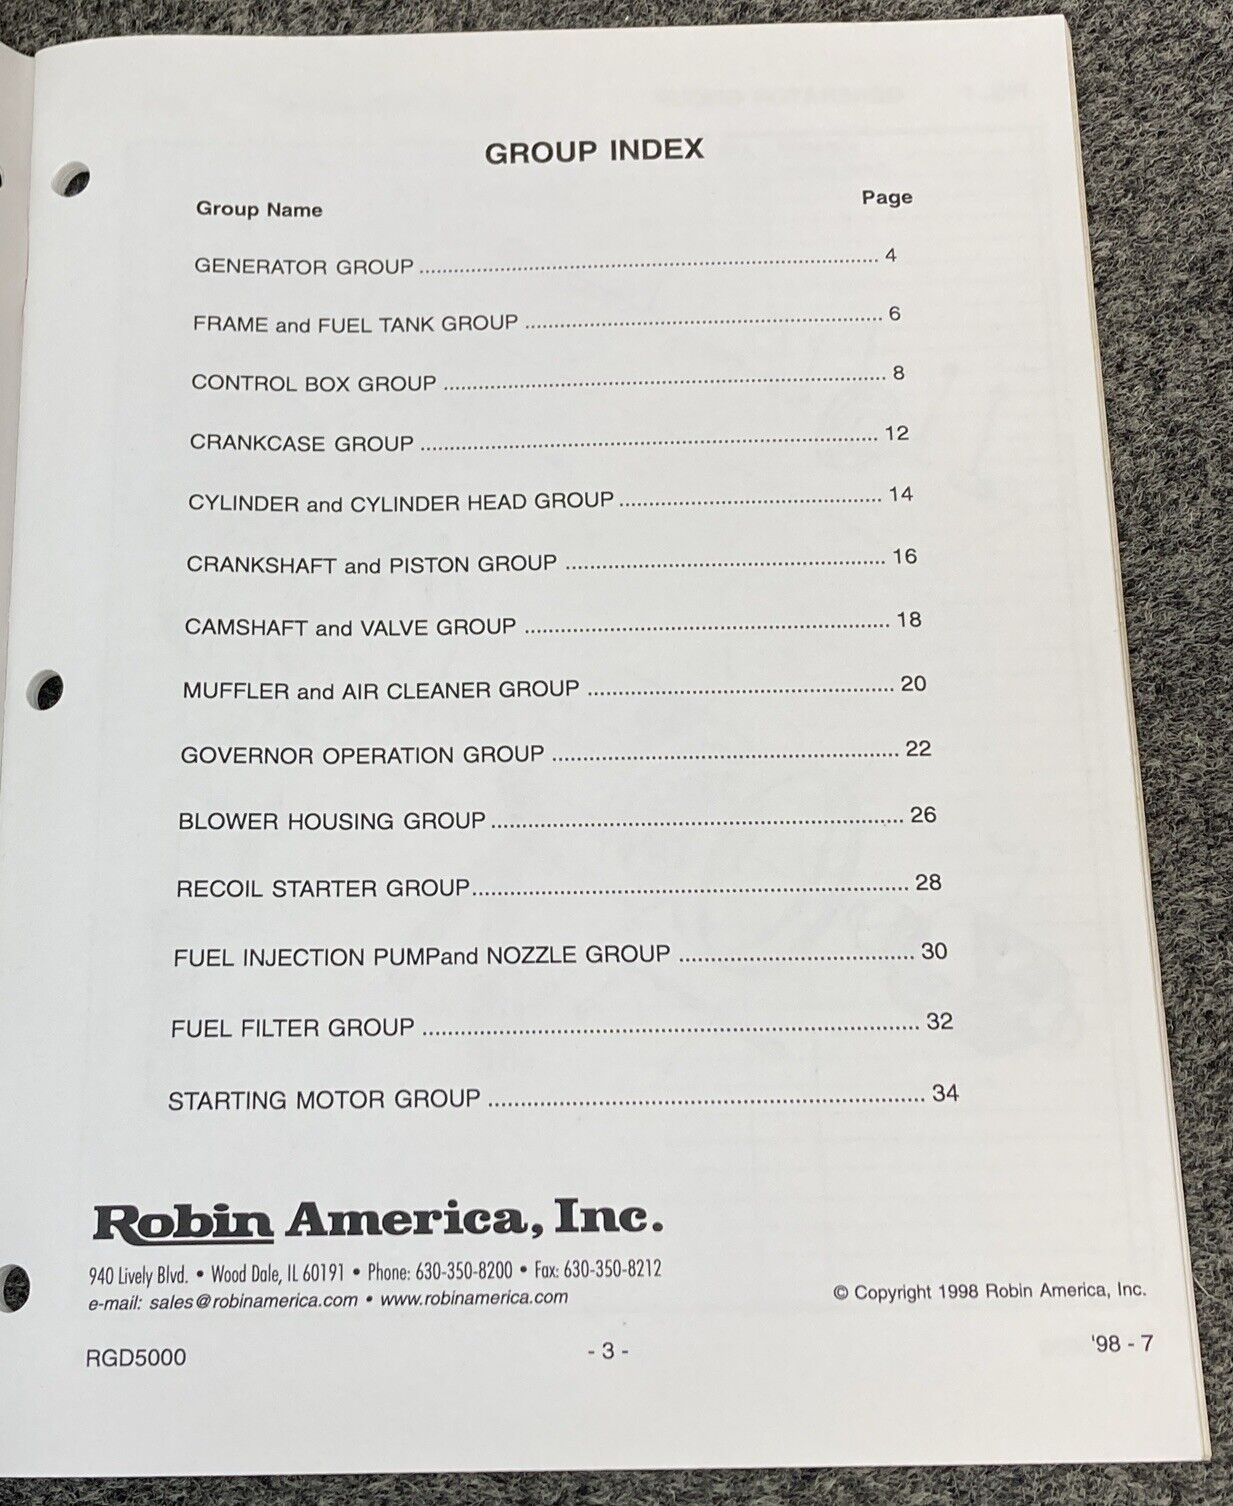 GROUP INDEX
Group Name Page
GENERATOR GROUP ........................................................................... 4
FRAME and FUEL TANK GROUP .......................................................... 6
CONTROL BOX GROUP ........................................................................ 8
CRANKCASE GROUP ........................................................................... 12
CYLINDER and CYLINDER HEAD GROUP ........................................... 14
CRANKSHAFT and PISTON GROUP .................................................... 16
CAMSHAFT and VALVE GROUP ........................................................... 18
MUFFLER and AIR CLEANER GROUP .................................................. 20
GOVERNOR OPERATION GROUP ........................................................ 22
BLOWER HOUSING GROUP .................................................................. 26
RECOIL STARTER GROUP...................................................................... 28
FUEL INJECTION PUMPand NOZZLE GROUP ..................................... 30
FUEL FILTER GROUP .............................................................................. 32
STARTING MOTOR GROUP .................................................................... 34
Robin America, Inc.
940 Lively Blvd. • Wood Dale, IL 60191 • Phone: 630-350-8200 • Fax: 630-350-8212
e-mail: sales@robinamerica.com • www.robinamerica.com
© Copyright 1998 Robin America, Inc.
RGD5000 - 3 - '98 - 7